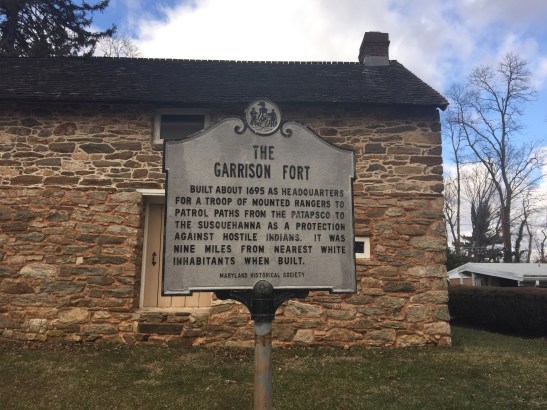 THE
GARRISON FORT
BUILT ABOUT 1695 AS HEADQUARTERS
FOR A TROOP OF MOUNTED RANGERS TO
PATROL PATHS FROM THE PATAPSCO TO
THE SUSQUEHANNA AS A PROTECTION
AGAINST HOSTILE INDIANS. IT WAS
NINE MILES FROM NEAREST WHITE
INHABITANTS WHEN BUILT.
MARYLAND HISTORICAL SOCIETY